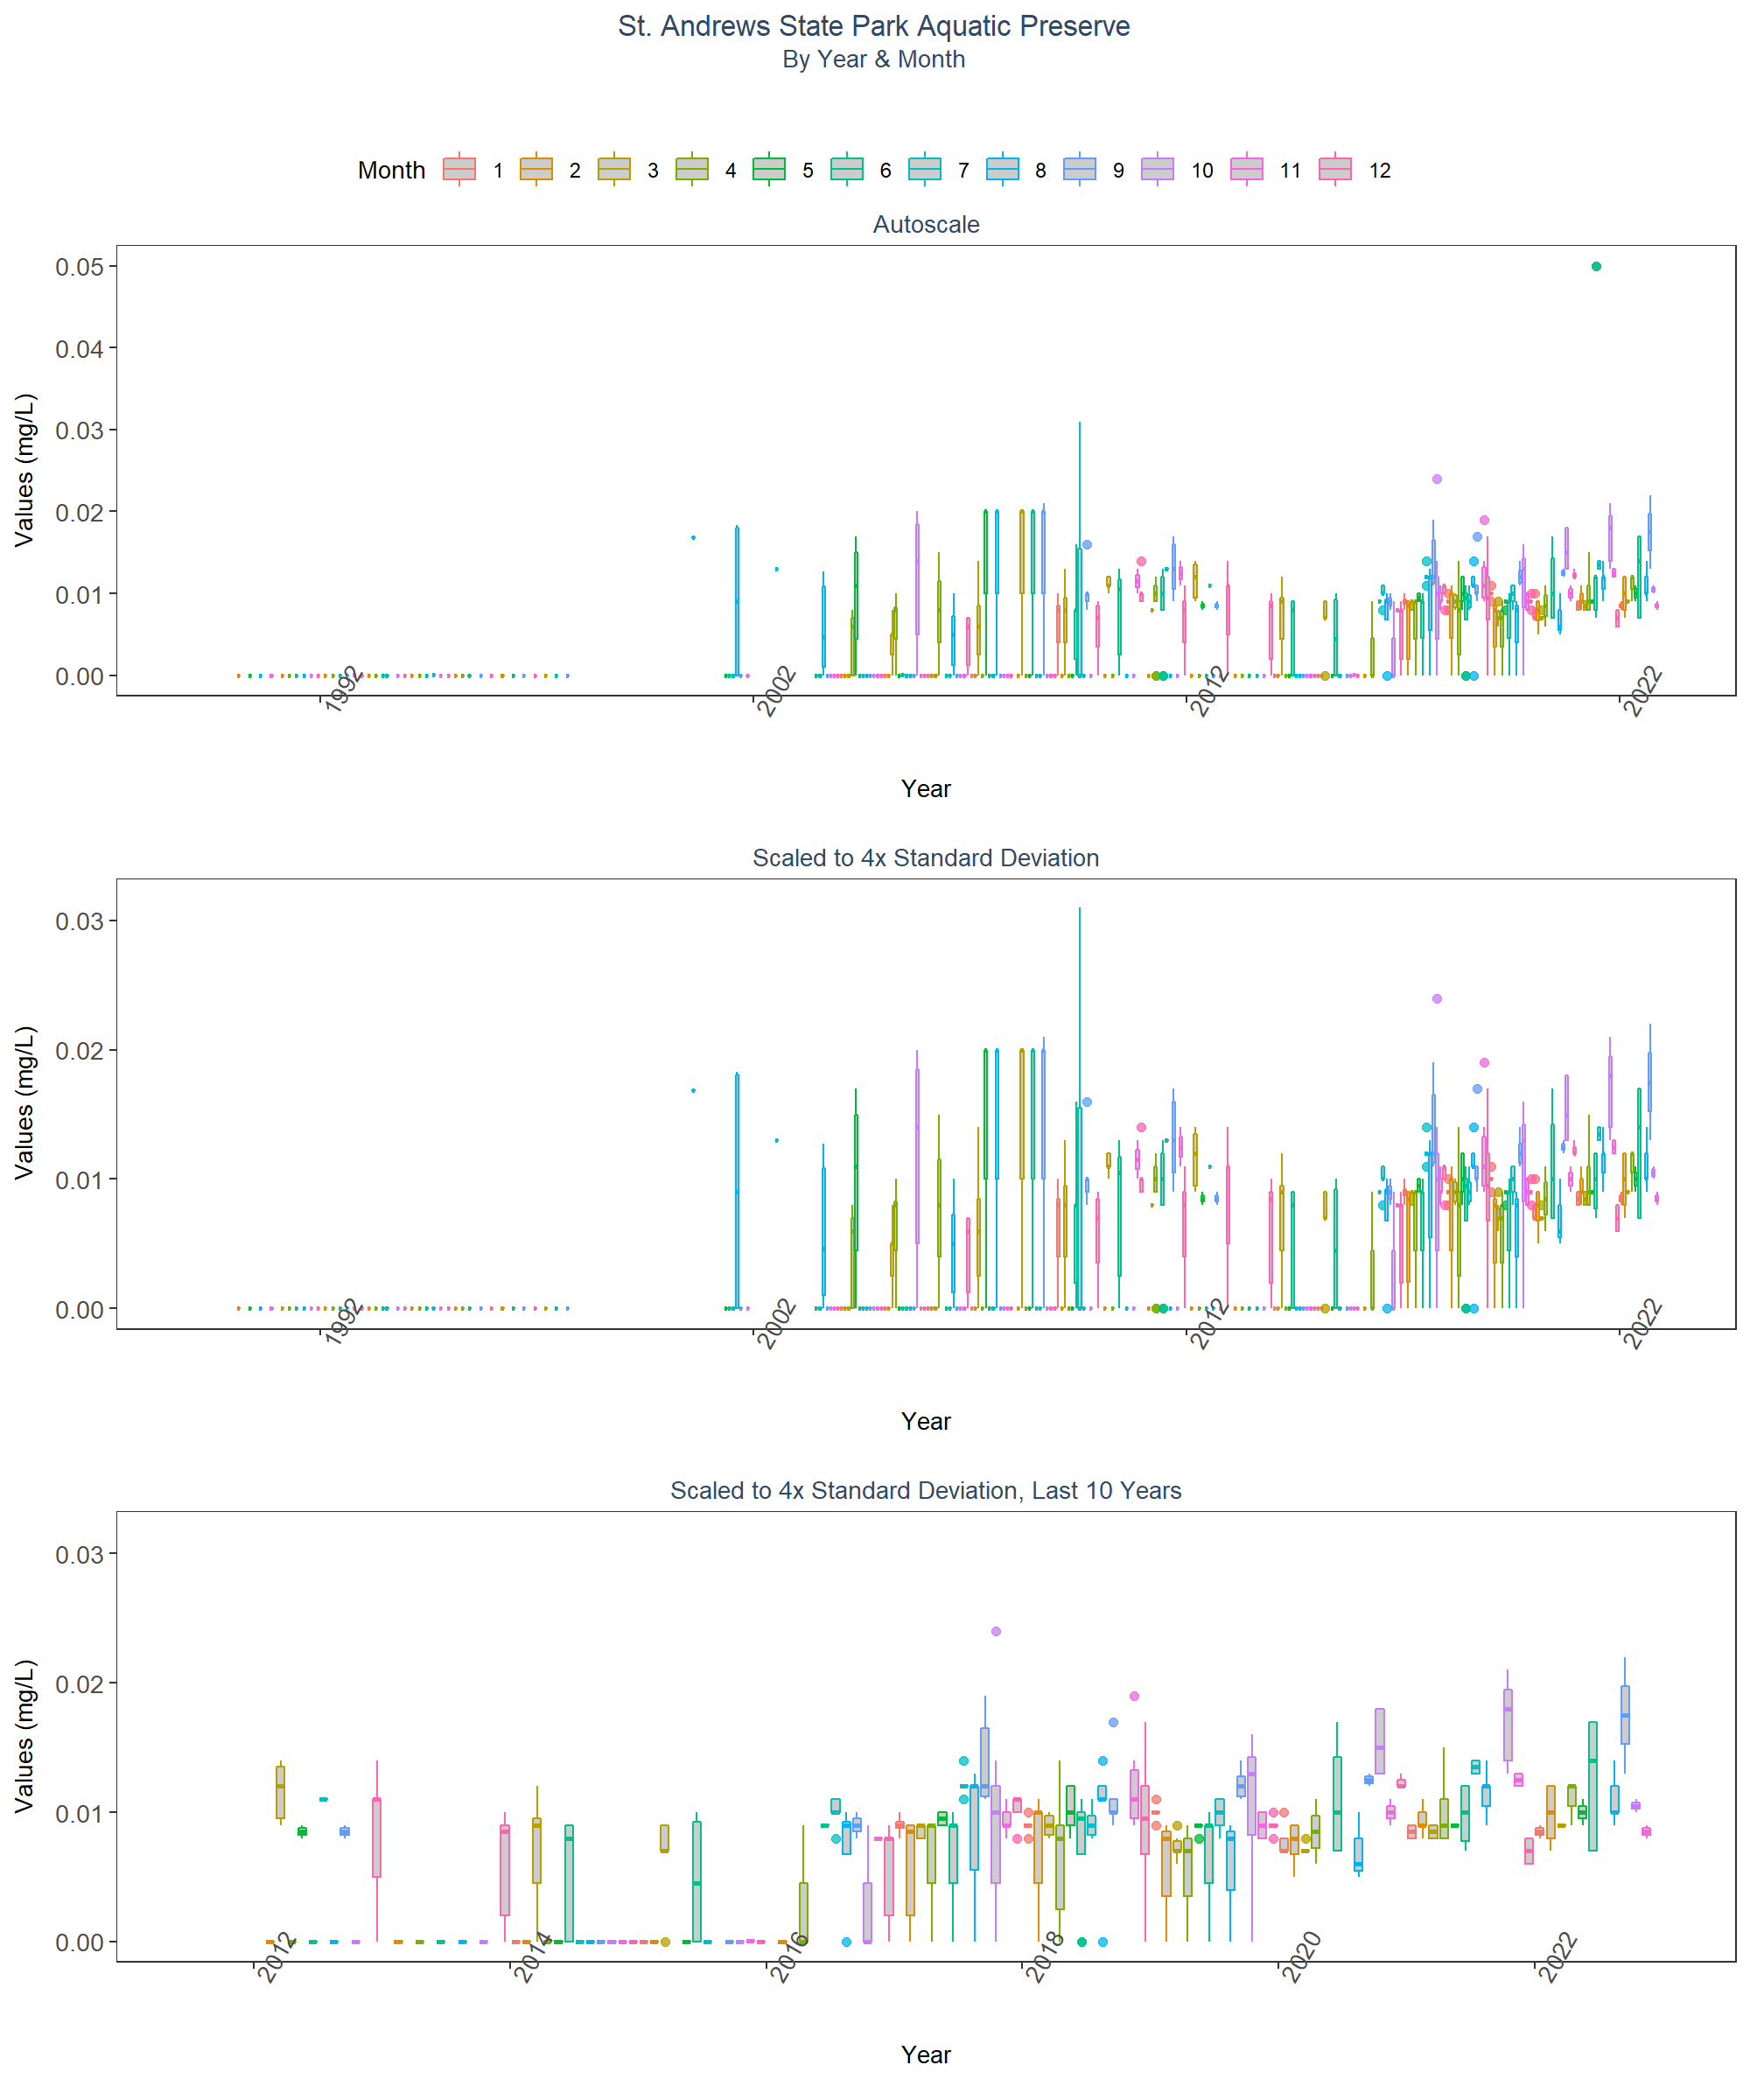 St. Andrews State Park Aquatic Preserve
By Year & Month
Month 1 2 3 4 5 6 7 8 9 10 11 12
Autoscale
Values (mg/L)
0.05
0.04
0.03
0.02
0.01
0.00
1992 2002 2012 2022
Year
Scaled to 4x Standard Deviation
Values (mg/L)
0.03
0.02
0.01
0.00
1992 2002 2012 2022
Year
Scaled to 4x Standard Deviation, Last 10 Years
Values (mg/L)
0.03
0.02
0.01
0.00
2012 2014 2016 2018 2020 2022
Year